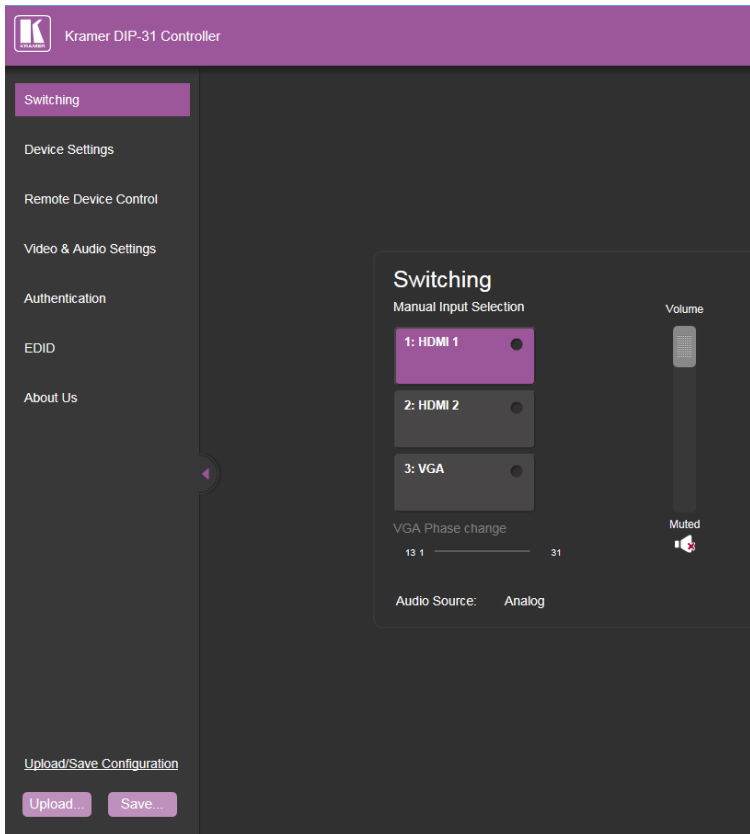 KRAMER
Kramer DIP-31 Controller
Switching
Device Settings
Remote Device Control
Video & Audio Settings
Authentication
EDID
About Us
Switching
Manual Input Selection
Volume
1: HDMI 1
2: HDMI 2
3: VGA
VGA Phase change
13 1 31
Muted
Audio Source: Analog
Upload/Save Configuration
Upload... Save...